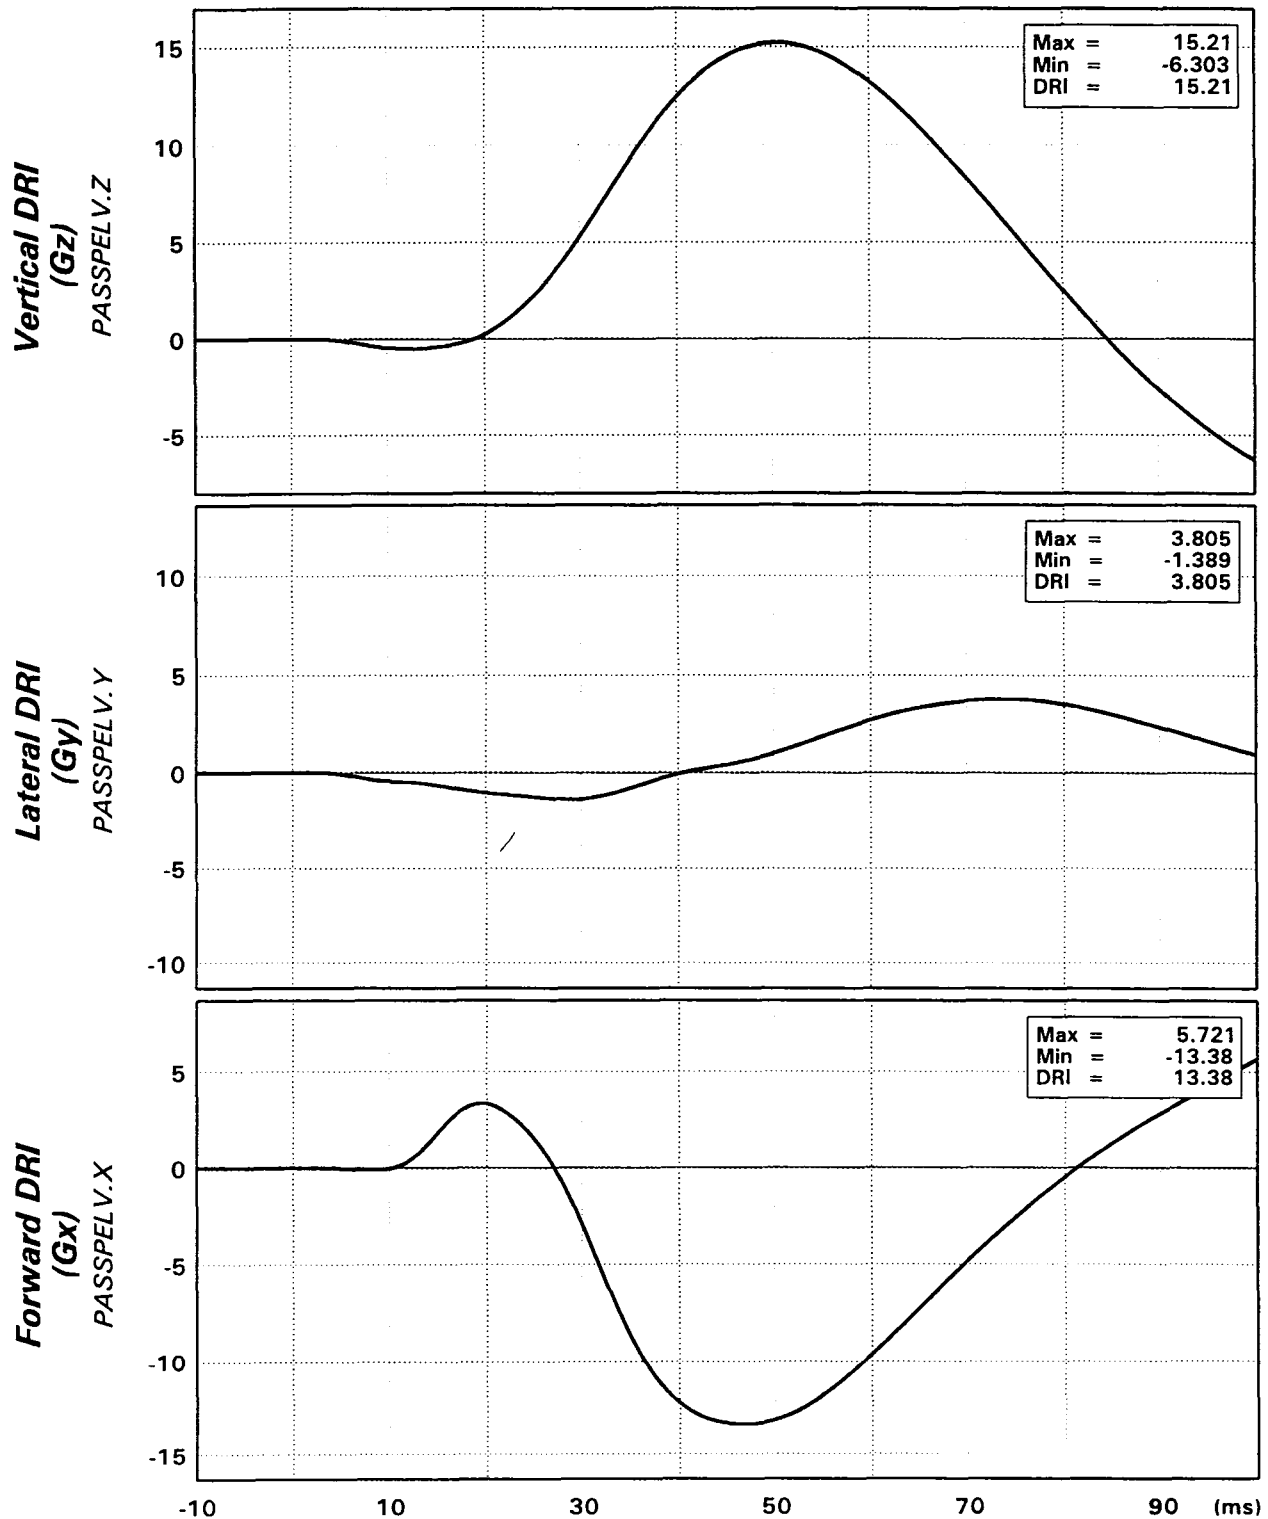 Vertical DRI
(Gz)
PASSPELV.Z
15
10
5
0
-5
Max = 15.21
Min = -6.303
DRI = 15.21
Lateral DRI
(Gy)
PASSPELV.Y
10
5
0
-5
-10
Max = 3.805
Min = -1.389
DRI = 3.805
Forward DRI
(Gx)
PASSPELV.X
5
0
-5
-10
-15
Max = 5.721
Min = -13.38
DRI = 13.38
-10 10 30 50 70 90 (ms)